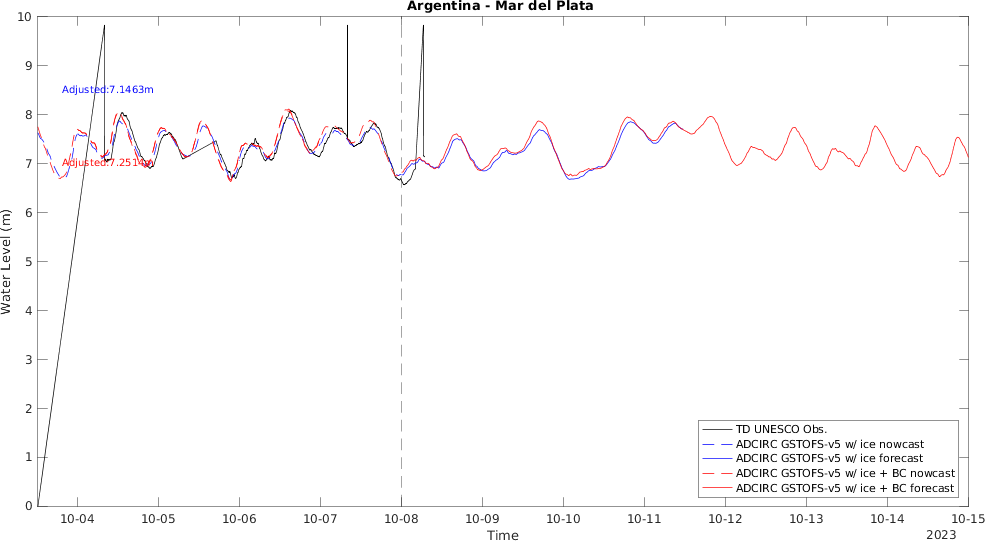 Argentina - Mar del Plata
Water Level (m)
10
9
8
7
6
5
4
3
2
1
0
Adjusted:7.1463m
Adjusted:7.2514m
10-04
10-05
10-06
10-07
10-08
10-09
10-10
10-11
10-12
10-13
10-14
10-15
Time
2023
TD UNESCO Obs.
ADCIRC GSTOFS-v5 w/ ice nowcast
ADCIRC GSTOFS-v5 w/ ice forecast
ADCIRC GSTOFS-v5 w/ ice + BC nowcast
ADCIRC GSTOFS-v5 w/ ice + BC forecast